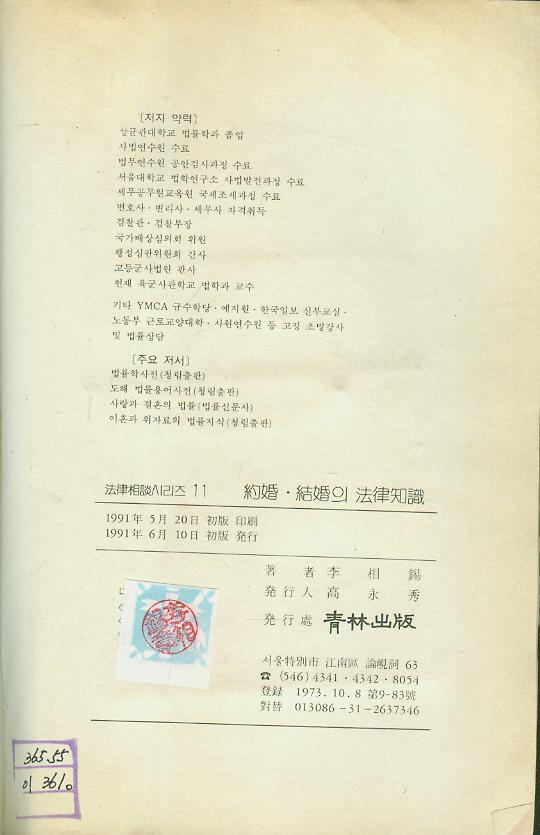 [저자 약력]
성균관대학교 법률학과 졸업
사법연수원 수료
법무연수원 공안검사과정 수료
서울대학교 법학연구소 사법발전과정 수료
세무공무원교육원 국세조세과정 수료
변호사·변리사·세무사 자격취득
검찰관·검찰부장
국가배상심의회 위원
행정심판위원회 간사
고등군사법원 판사
현재 육군사관학교 법학과 교수
기타 YMCA 규수학당·예지원·한국일보 신부교실·
노동부 근로교양대학·사원연수원 등 고정 초빙강사
및 법률상담
[주요 저서]
법률학사전(청림출판)
도해 법률용어사전(청림출판)
사랑과 결혼의 법률(법률신문사)
이혼과 위자료의 법률지식(청림출판)
法律相談시리즈 11 約婚·結婚의 法律知識
1991年 5月 20日 初版 印刷
1991年 6月 10日 初版 発行
著者 李相錫
発行人 高永秀
発行處 靑林出版
서울特別市 江南區 論峴洞 63
☎ (546) 4341·4342·8054
登録 1973.10.8 第9-83號
對替 013086-31-2637346
365.55
이 361ㅇ